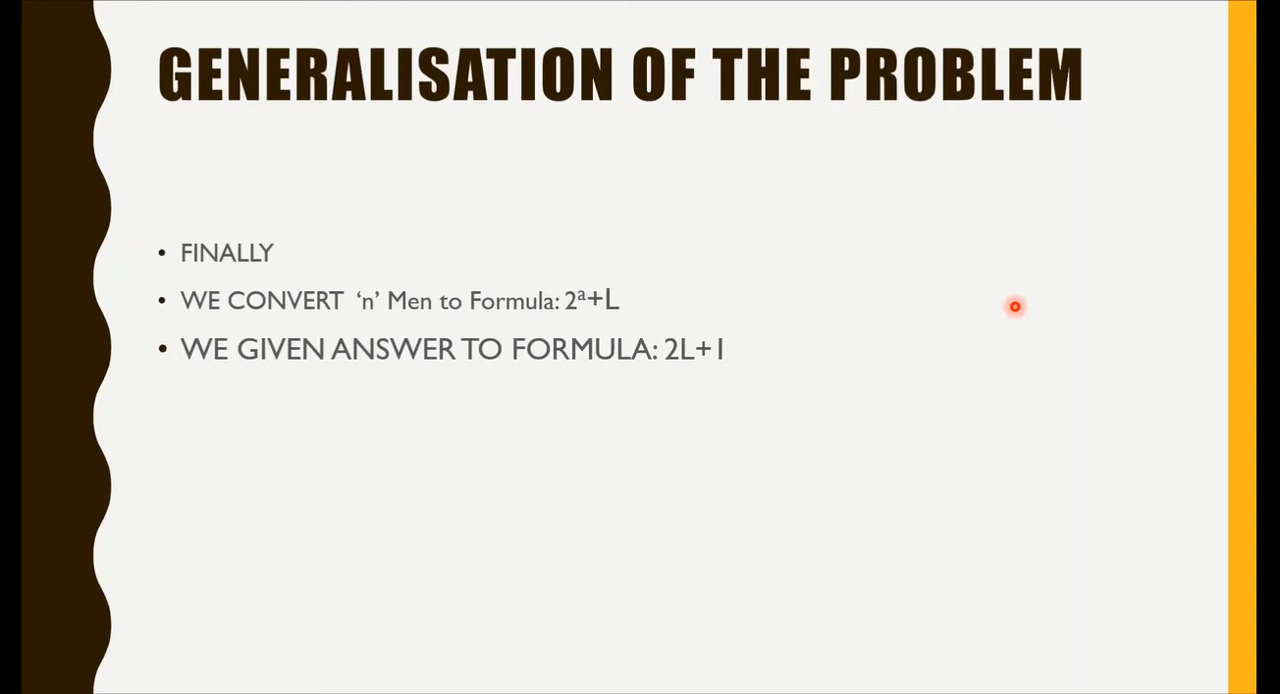 GENERALISATION OF THE PROBLEM
• FINALLY
• WE CONVERT ‘n’ Men to Formula: 2ᵃ+L
• WE GIVEN ANSWER TO FORMULA: 2L+1